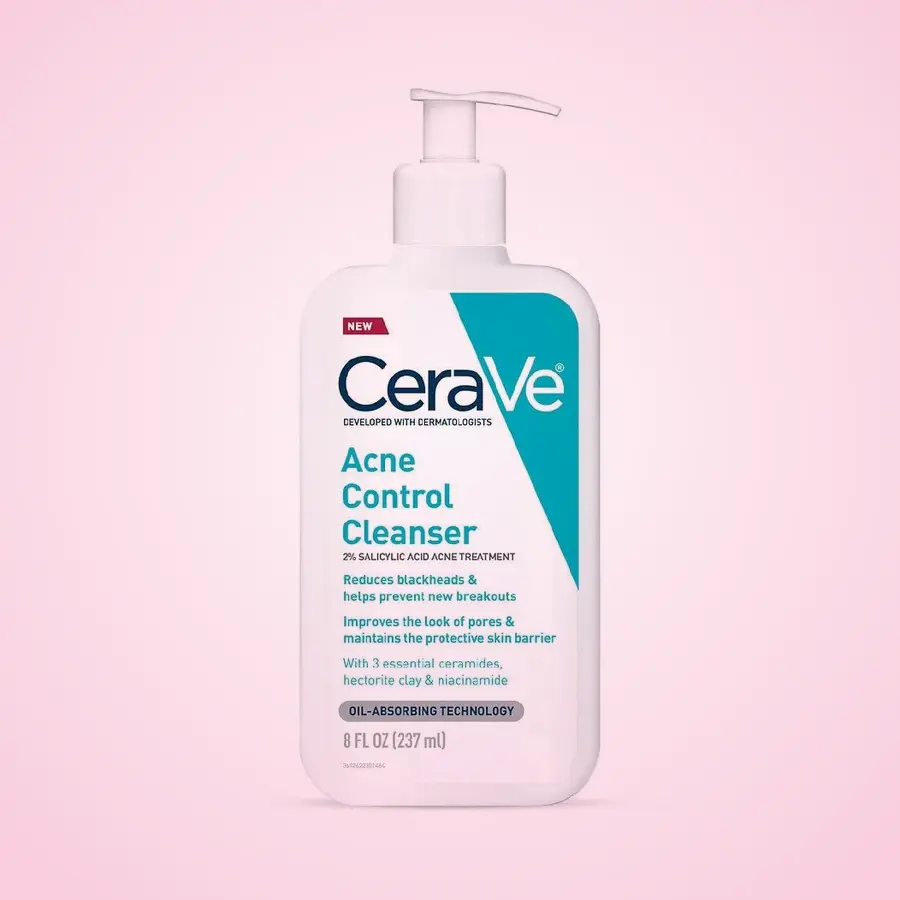 NEW
CeraVe®
DEVELOPED WITH DERMATOLOGISTS
Acne
Control
Cleanser
2% SALICYLIC ACID ACNE TREATMENT
Reduces blackheads &
helps prevent new breakouts
Improves the look of pores &
maintains the protective skin barrier
With 3 essential ceramides,
hectorite clay & niacinamide
OIL-ABSORBING TECHNOLOGY
8 FL OZ (237 ml)